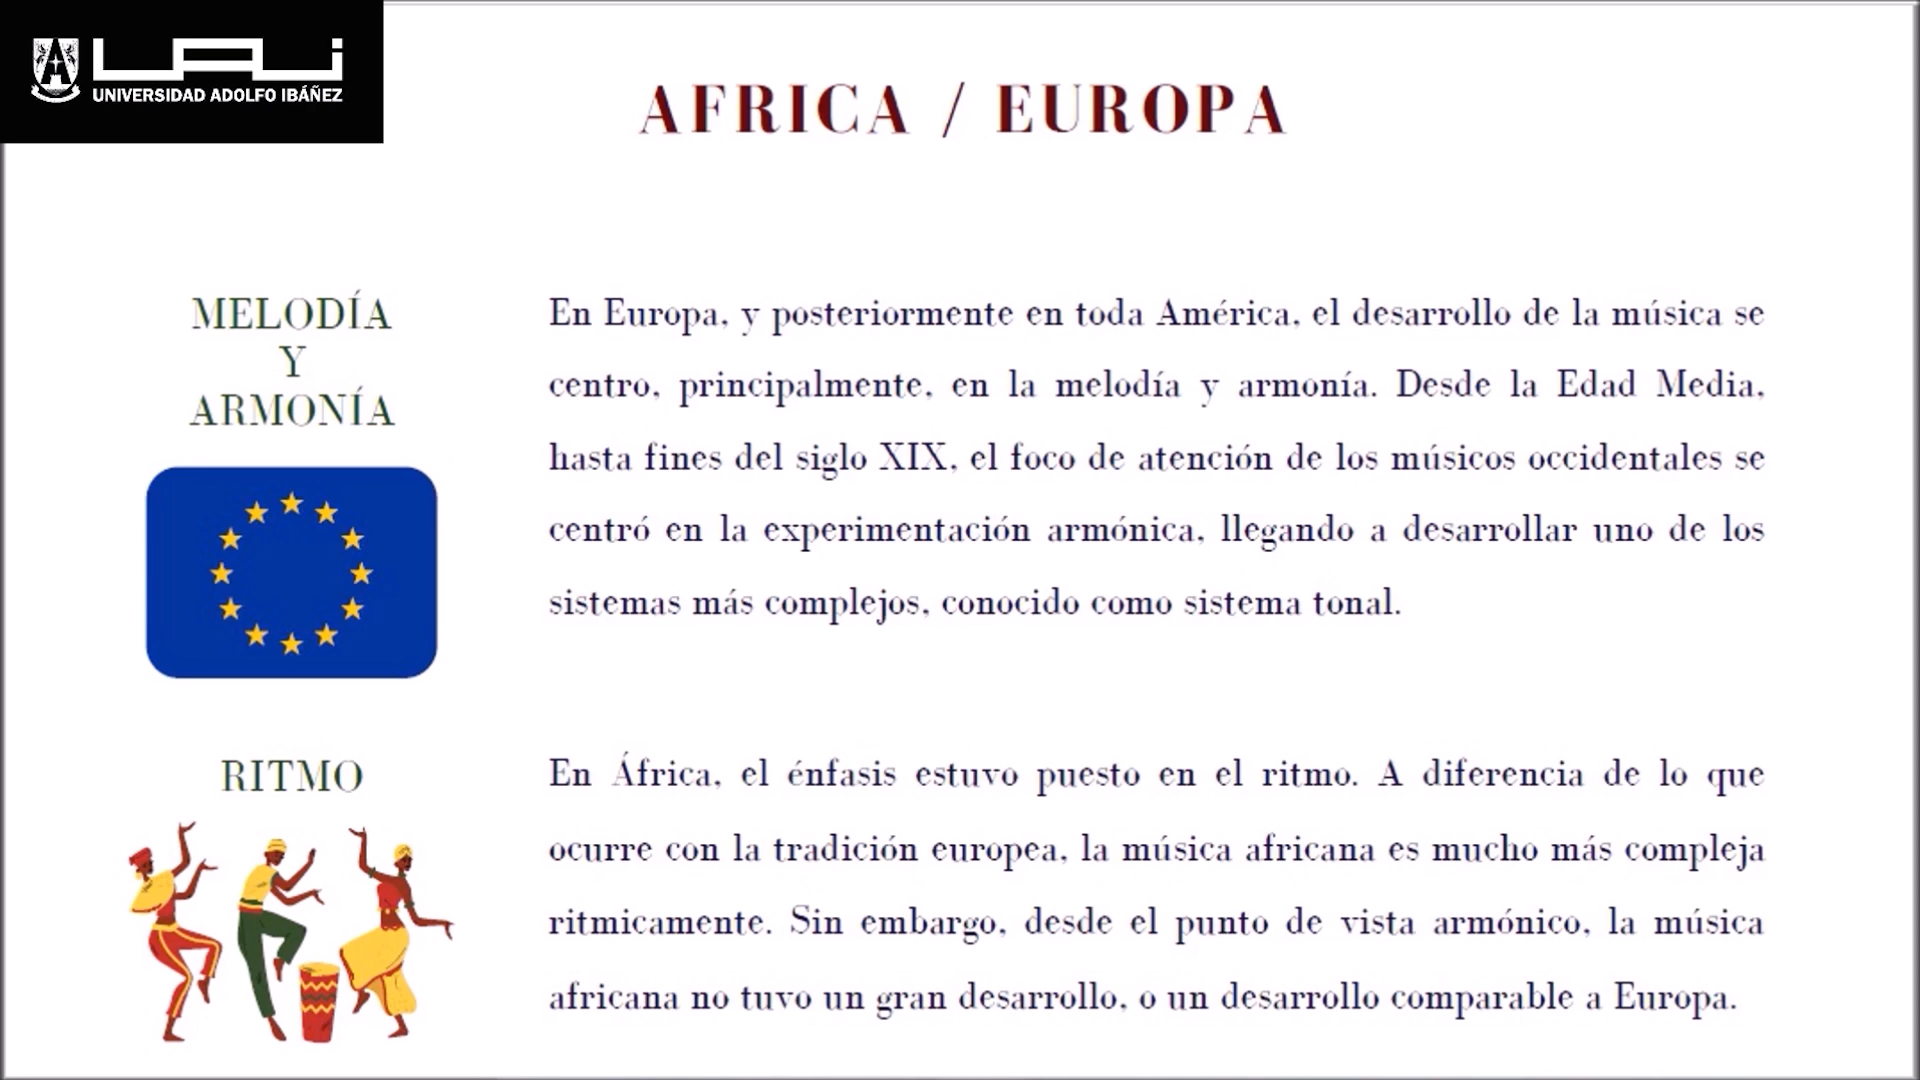 UAI
UNIVERSIDAD ADOLFO IBÁÑEZ
AFRICA / EUROPA
MELODÍA
Y
ARMONÍA
En Europa, y posteriormente en toda América, el desarrollo de la música se
centro, principalmente, en la melodía y armonía. Desde la Edad Media,
hasta fines del siglo XIX, el foco de atención de los músicos occidentales se
centró en la experimentación armónica, llegando a desarrollar uno de los
sistemas más complejos, conocido como sistema tonal.
RITMO
En África, el énfasis estuvo puesto en el ritmo. A diferencia de lo que
ocurre con la tradición europea, la música africana es mucho más compleja
ritmicamente. Sin embargo, desde el punto de vista armónico, la música
africana no tuvo un gran desarrollo, o un desarrollo comparable a Europa.